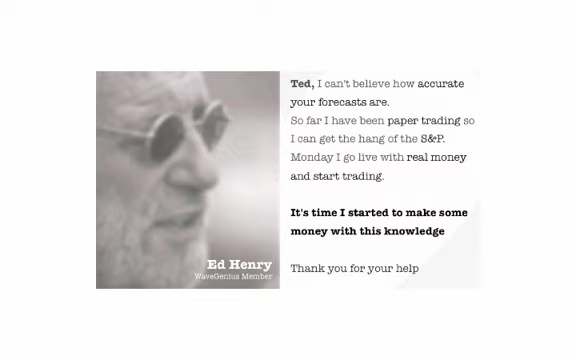 Ted, I can't believe how accurate
your forecasts are.
So far I have been paper trading so
I can get the hang of the S&P.
Monday I go live with real money
and start trading.
It's time I started to make some
money with this knowledge
Thank you for your help
Ed Henry
WaveGenius Member